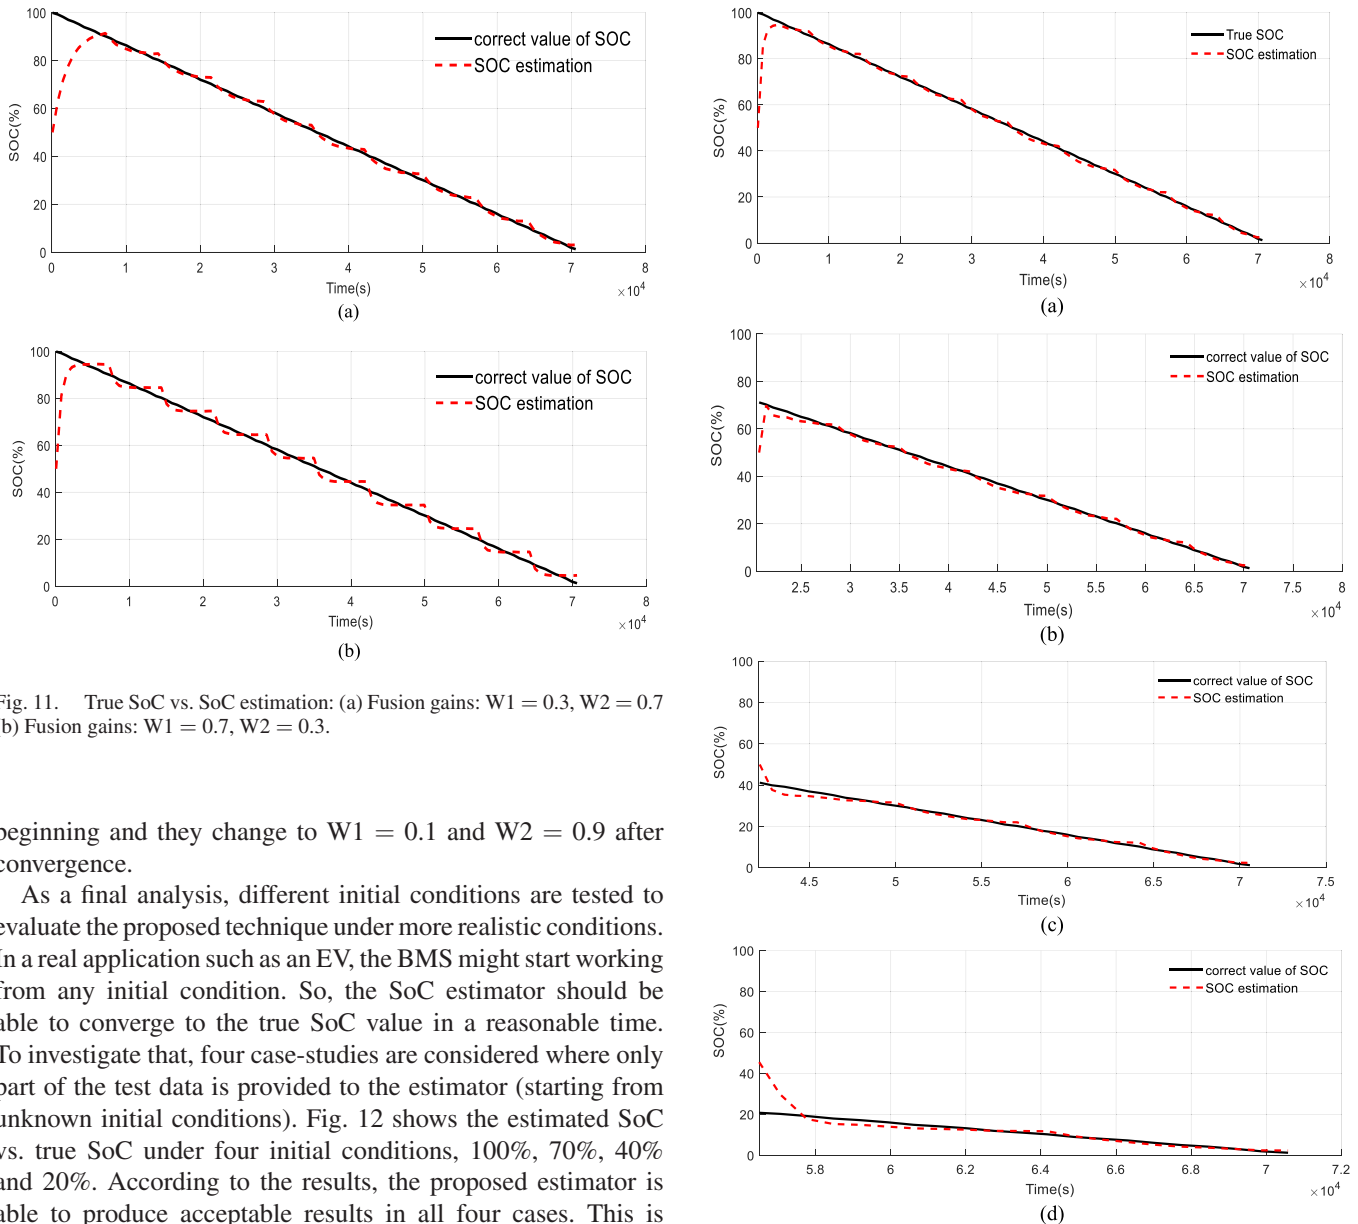 100
80
60
40
20
0
SOC(%)
correct value of SOC
SOC estimation
0 1 2 3 4 5 6 7 8
Time(s)
×10⁴
(a)
100
80
60
40
20
0
SOC(%)
correct value of SOC
SOC estimation
0 1 2 3 4 5 6 7 8
Time(s)
×10⁴
(b)
Fig. 11. True SoC vs. SoC estimation: (a) Fusion gains: W1 = 0.3, W2 = 0.7
(b) Fusion gains: W1 = 0.7, W2 = 0.3.
beginning and they change to W1 = 0.1 and W2 = 0.9 after
convergence.
As a final analysis, different initial conditions are tested to
evaluate the proposed technique under more realistic conditions.
In a real application such as an EV, the BMS might start working
from any initial condition. So, the SoC estimator should be
able to converge to the true SoC value in a reasonable time.
To investigate that, four case-studies are considered where only
part of the test data is provided to the estimator (starting from
unknown initial conditions). Fig. 12 shows the estimated SoC
vs. true SoC under four initial conditions, 100%, 70%, 40%
and 20%. According to the results, the proposed estimator is
able to produce acceptable results in all four cases. This is
100
80
60
40
20
0
SOC(%)
True SOC
SOC estimation
0 1 2 3 4 5 6 7 8
Time(s)
×10⁴
(a)
100
80
60
40
20
0
SOC(%)
correct value of SOC
SOC estimation
2.5 3 3.5 4 4.5 5 5.5 6 6.5 7 7.5 8
Time(s)
×10⁴
(b)
100
80
60
40
20
0
SOC(%)
correct value of SOC
SOC estimation
4.5 5 5.5 6 6.5 7 7.5
Time(s)
×10⁴
(c)
100
80
60
40
20
0
SOC(%)
correct value of SOC
SOC estimation
5.8 6 6.2 6.4 6.6 6.8 7 7.2
Time(s)
×10⁴
(d)